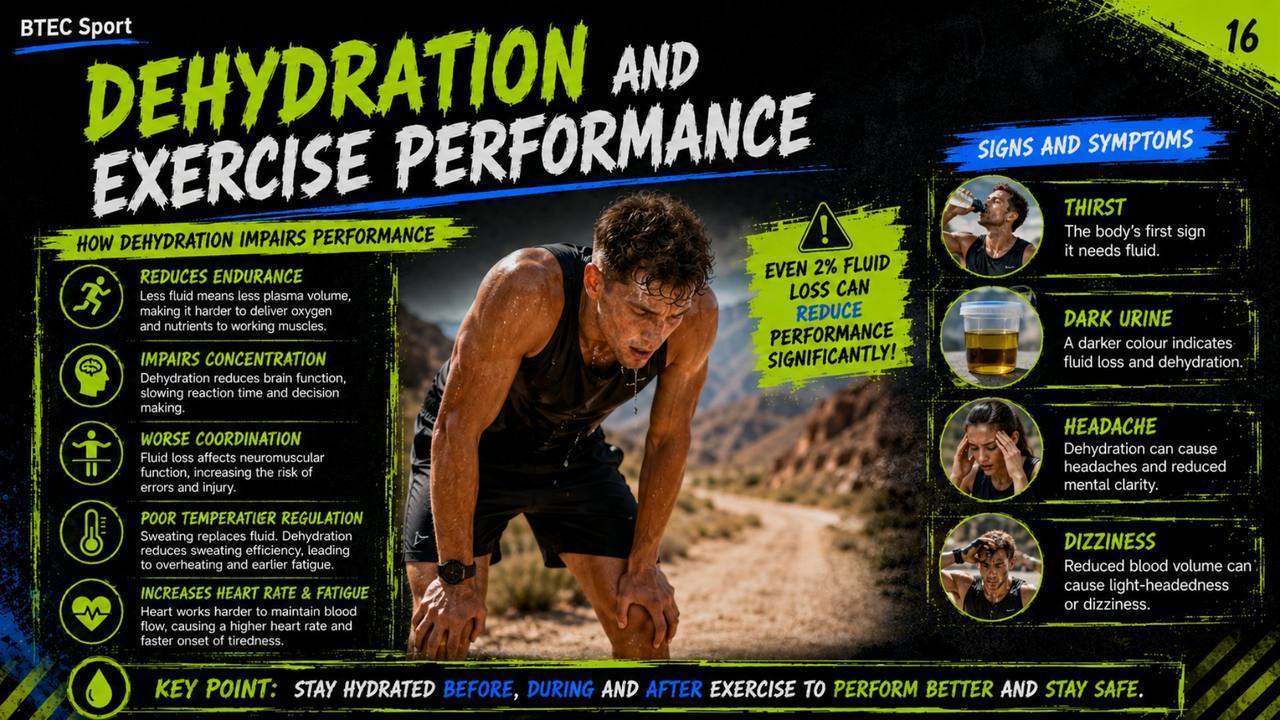 BTEC Sport
16
DEHYDRATION AND
EXERCISE PERFORMANCE
HOW DEHYDRATION IMPAIRS PERFORMANCE
REDUCES ENDURANCE
Less fluid means less plasma volume,
making it harder to deliver oxygen
and nutrients to working muscles.
IMPAIRS CONCENTRATION
Dehydration reduces brain function,
slowing reaction time and decision
making.
WORSE COORDINATION
Fluid loss affects neuromuscular
function, increasing the risk of
errors and injury.
POOR TEMPERATIER REGULATION
Sweating replaces fluid. Dehydration
reduces sweating efficiency, leading
to overheating and earlier fatigue.
INCREASES HEART RATE & FATIGUE
Heart works harder to maintain blood
flow, causing a higher heart rate and
faster onset of tiredness.
EVEN 2% FLUID
LOSS CAN
REDUCE
PERFORMANCE
SIGNIFICANTLY!
SIGNS AND SYMPTOMS
THIRST
The body's first sign
it needs fluid.
DARK URINE
A darker colour indicates
fluid loss and dehydration.
HEADACHE
Dehydration can cause
headaches and reduced
mental clarity.
DIZZINESS
Reduced blood volume can
cause light-headedness
or dizziness.
KEY POINT: STAY HYDRATED BEFORE, DURING AND AFTER EXERCISE TO PERFORM BETTER AND STAY SAFE.